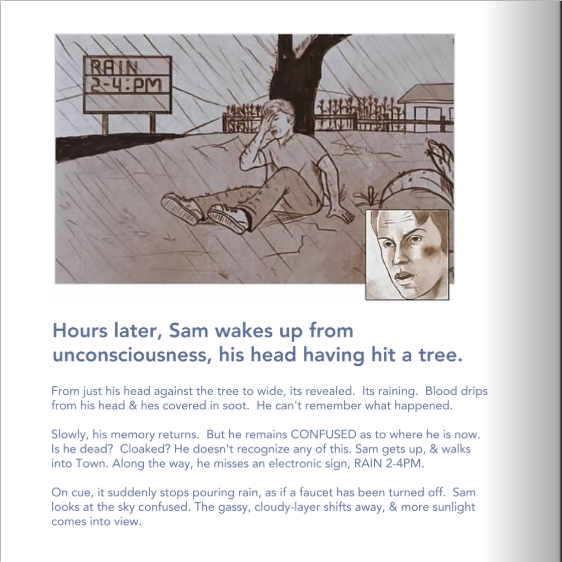 RAIN
2-4:PM
Hours later, Sam wakes up from
unconsciousness, his head having hit a tree.
From just his head against the tree to wide, its revealed. Its raining. Blood drips
from his head & hes covered in soot. He can't remember what happened.
Slowly, his memory returns. But he remains CONFUSED as to where he is now.
Is he dead? Cloaked? He doesn't recognize any of this. Sam gets up, & walks
into Town. Along the way, he misses an electronic sign, RAIN 2-4PM.
On cue, it suddenly stops pouring rain, as if a faucet has been turned off. Sam
looks at the sky confused. The gassy, cloudy-layer shifts away, & more sunlight
comes into view.